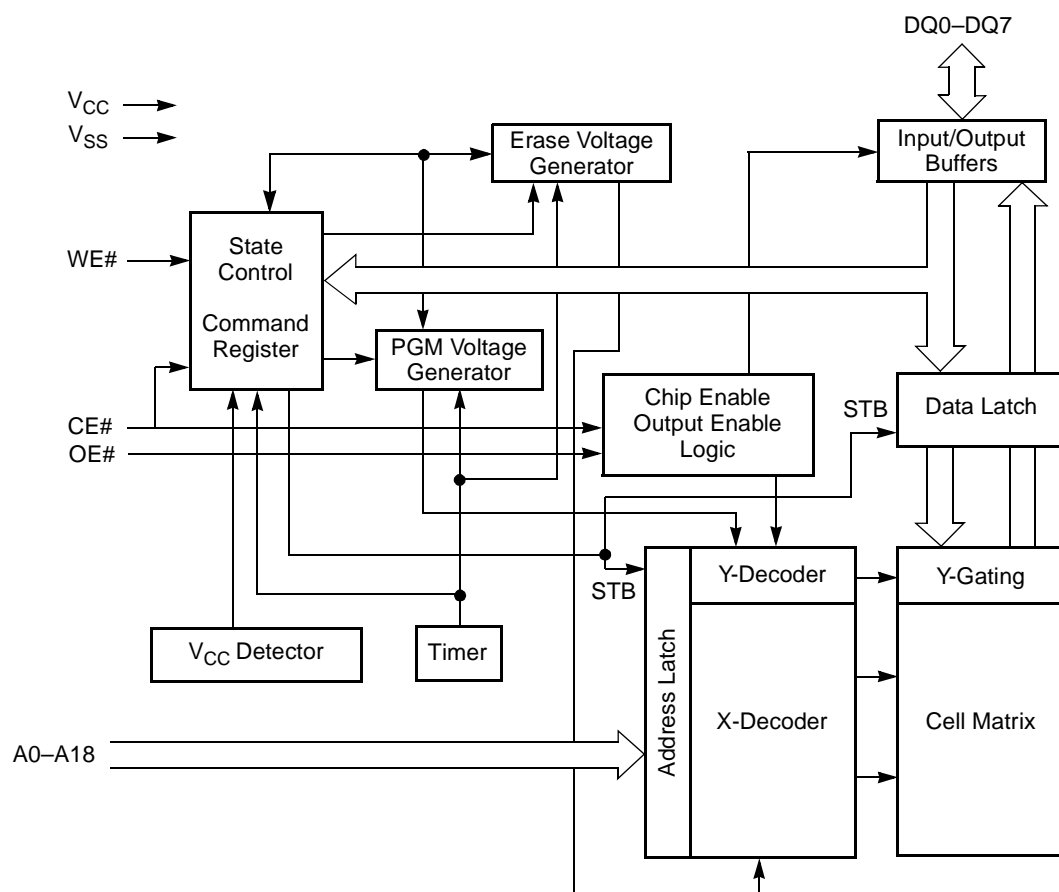 DQ0–DQ7
VCC
VSS
Erase Voltage
Generator
Input/Output
Buffers
WE#
State
Control
Command
Register
PGM Voltage
Generator
CE#
OE#
Chip Enable
Output Enable
Logic
STB
Data Latch
STB
Y-Decoder
Y-Gating
VCC Detector
Timer
Address Latch
X-Decoder
Cell Matrix
A0–A18